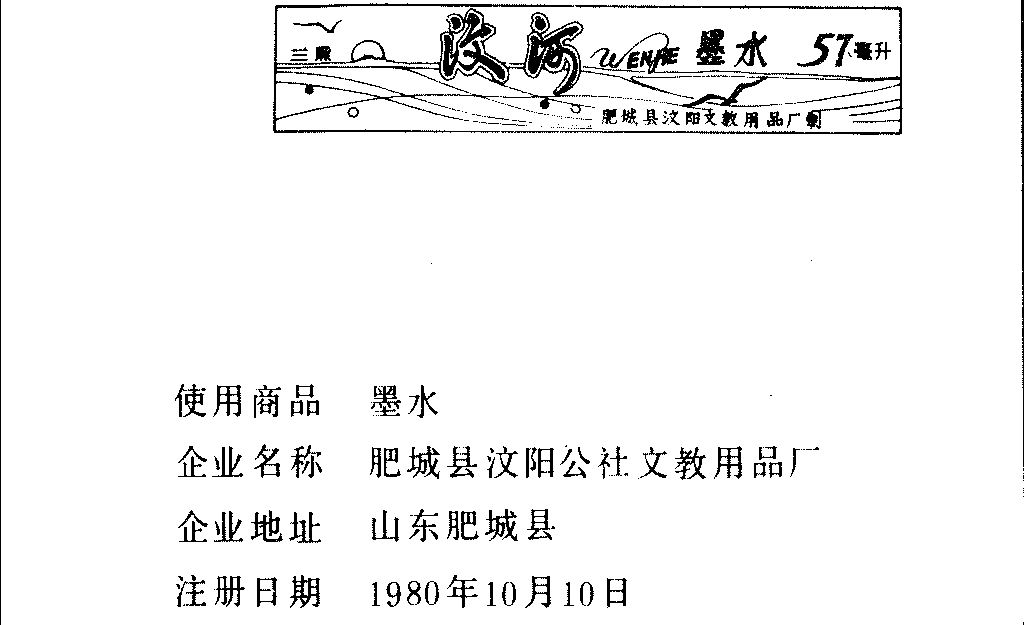 汶河 WENHE 墨水 57毫升
肥城县汶阳文教用品厂制
使用商品 墨水
企业名称 肥城县汶阳公社文教用品厂
企业地址 山东肥城县
注册日期 1980年10月10日